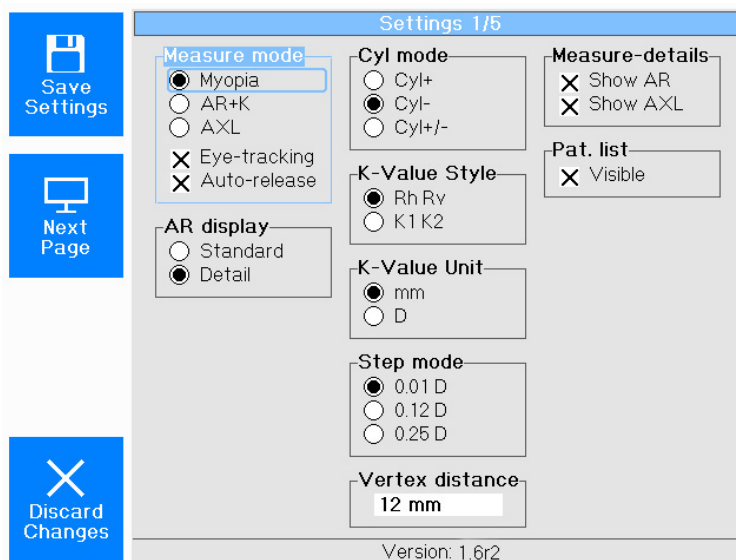 Settings 1/5
Save
Settings
Next
Page
Discard
Changes
Measure mode
Myopia
AR+K
AXL
Eye-tracking
Auto-release
AR display
Standard
Detail
Cyl mode
Cyl+
Cyl-
Cyl+/-
K-Value Style
Rh Rv
K1 K2
K-Value Unit
mm
D
Step mode
0.01 D
0.12 D
0.25 D
Vertex distance
12 mm
Measure-details
Show AR
Show AXL
Pat. list
Visible
Version: 1.6r2